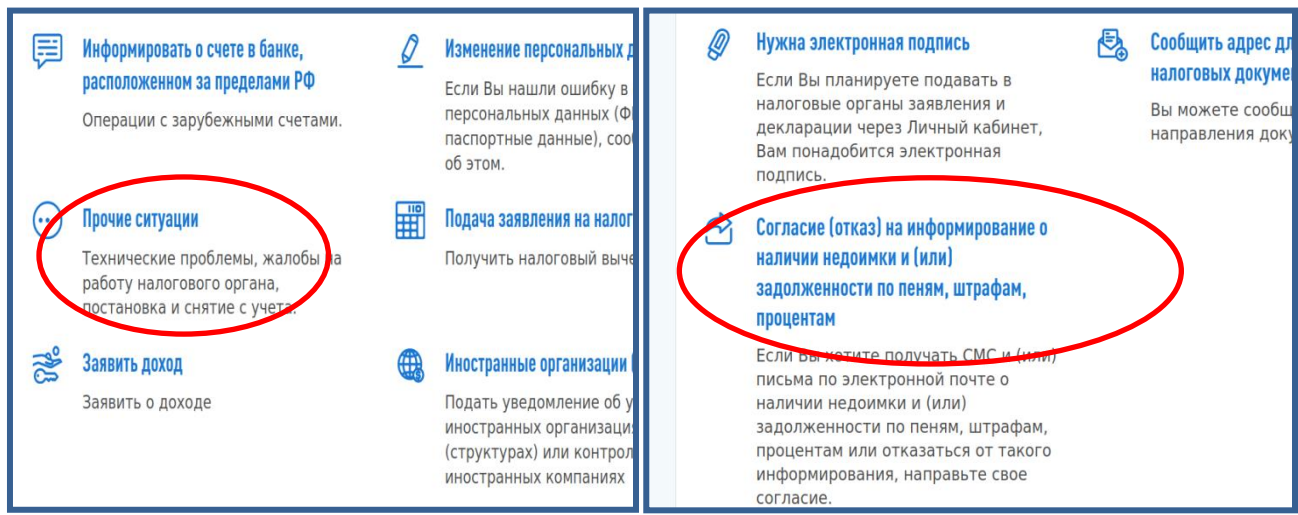 Информировать о счете в банке,
расположенном за пределами РФ
Операции с зарубежными счетами.
Изменение персональных д
Если Вы нашли ошибку в
персональных данных (Ф
паспортные данные), соо
об этом.
Прочие ситуации
Технические проблемы, жалобы на
работу налогового органа,
постановка и снятие с учета.
Подача заявления на налог
Получить налоговый выче
Заявить доход
Заявить о доходе
Иностранные организации
Подать уведомление об у
иностранных организаци
(структурах) или контрол
иностранных компаниях
Нужна электронная подпись
Если Вы планируете подавать в
налоговые органы заявления и
декларации через Личный кабинет,
Вам понадобится электронная
подпись.
Сообщить адрес дл
налоговых докуме
Вы можете сообщ
направления доку
Согласие (отказ) на информирование о
наличии недоимки и (или)
задолженности по пеням, штрафам,
процентам
Если Вы хотите получать СМС и (или)
письма по электронной почте о
наличии недоимки и (или)
задолженности по пеням, штрафам,
процентам или отказаться от такого
информирования, направьте свое
согласие.